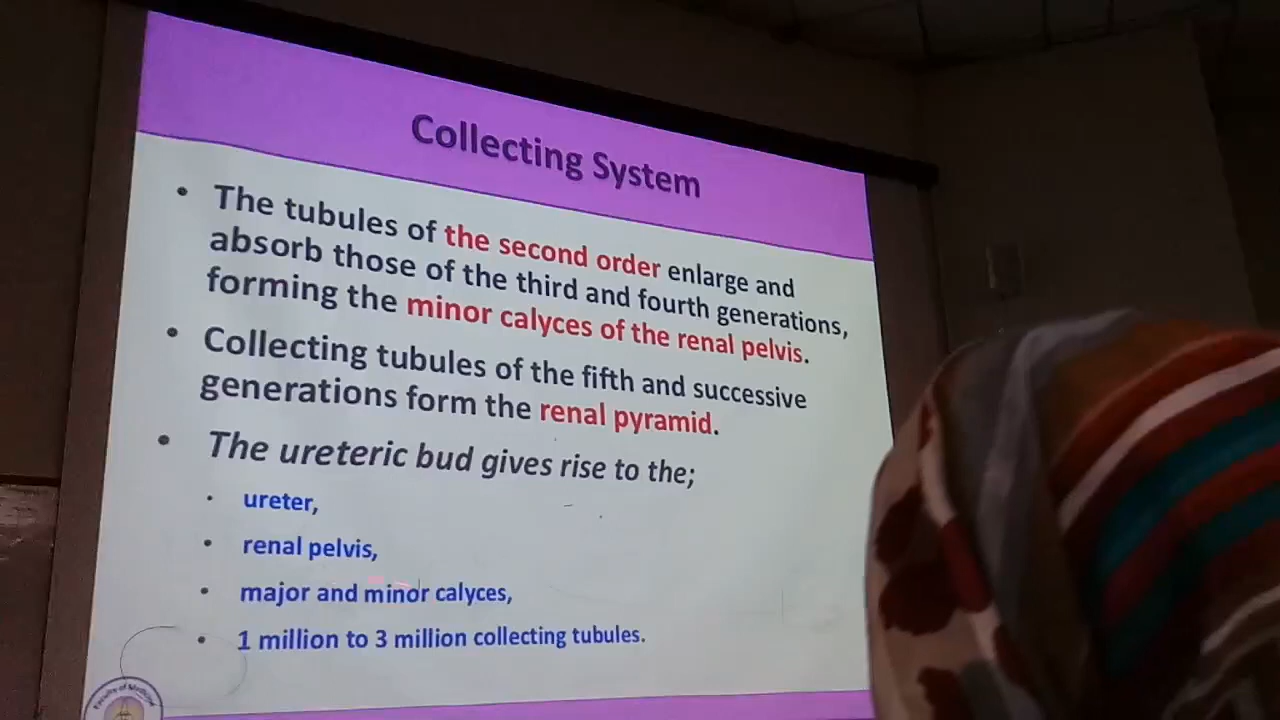 Collecting System
• The tubules of the second order enlarge and
absorb those of the third and fourth generations,
forming the minor calyces of the renal pelvis.
• Collecting tubules of the fifth and successive
generations form the renal pyramid.
• The ureteric bud gives rise to the;
• ureter,
• renal pelvis,
• major and minor calyces,
• 1 million to 3 million collecting tubules.
Faculty of Medicine